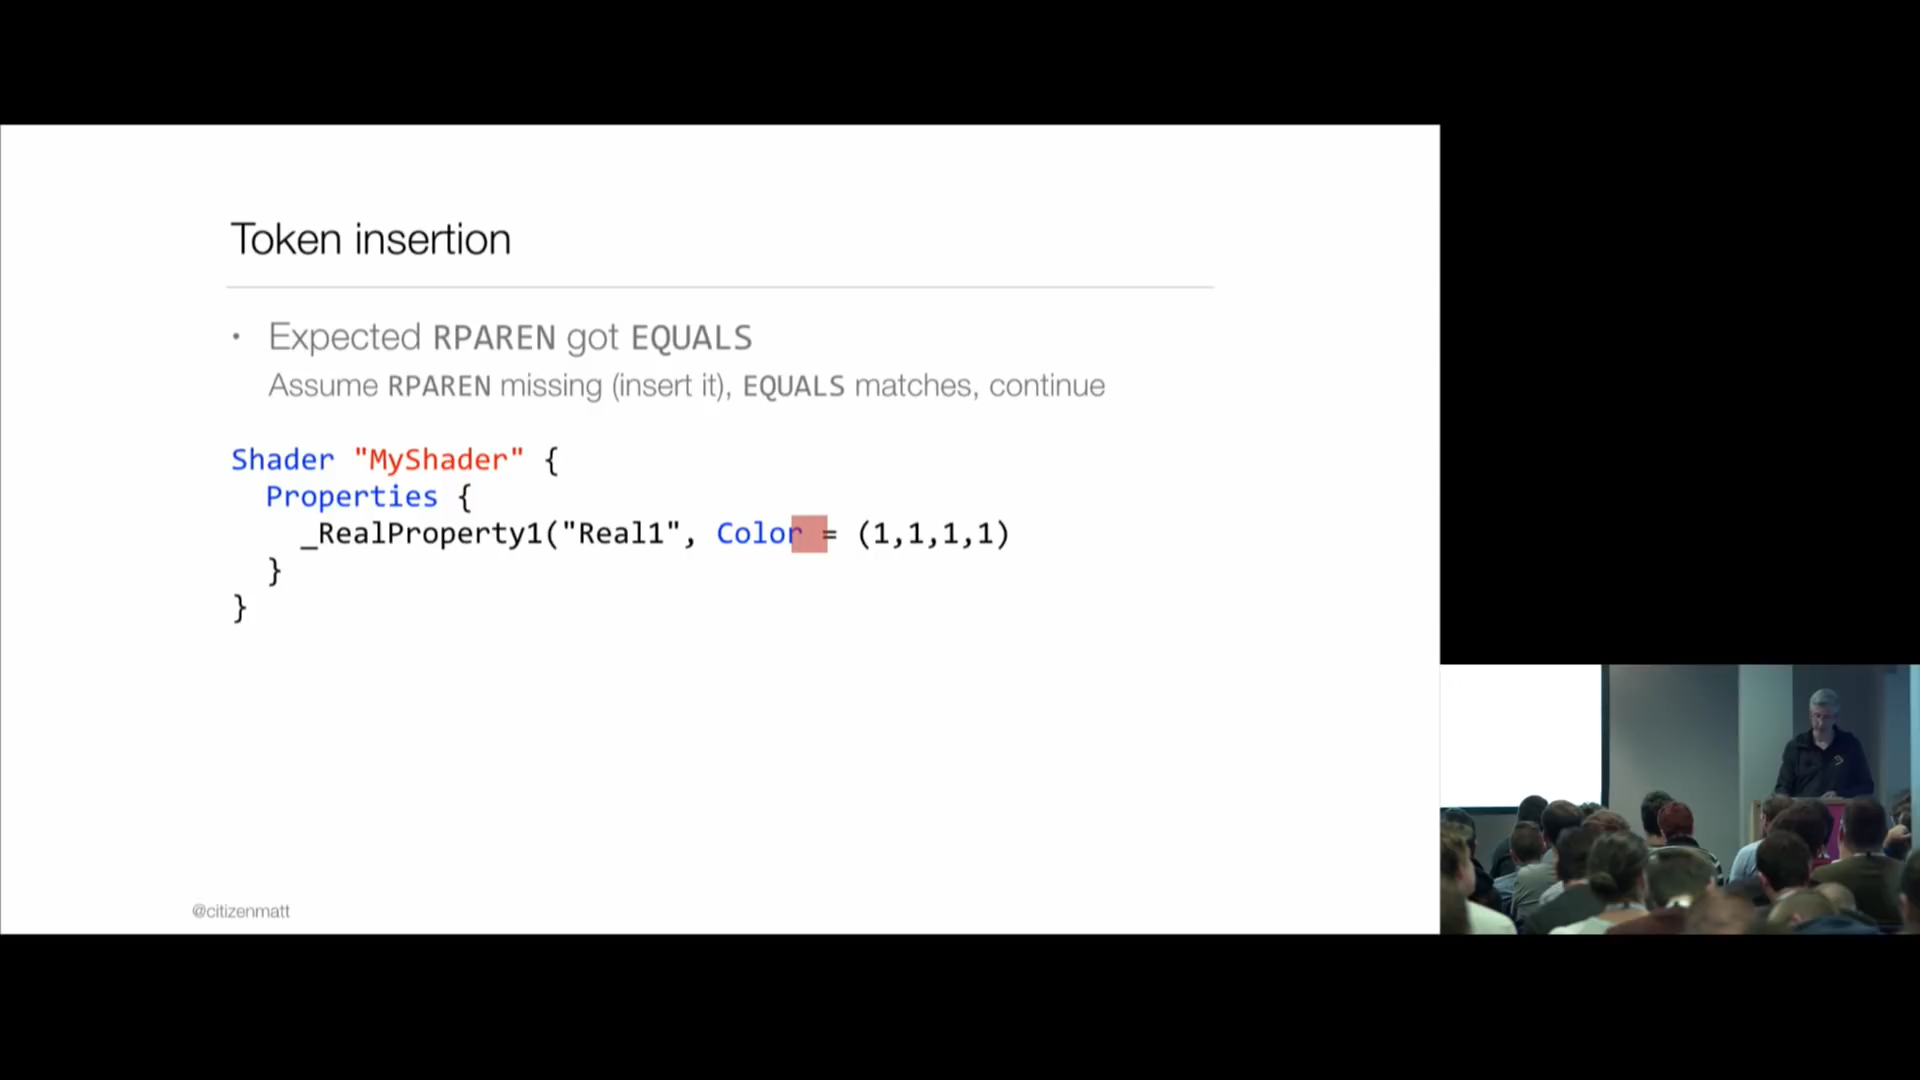 Token insertion
• Expected RPAREN got EQUALS
Assume RPAREN missing (insert it), EQUALS matches, continue
Shader "MyShader" {
Properties {
_RealProperty1("Real1", Color = (1,1,1,1)
}
}
@citizenmatt